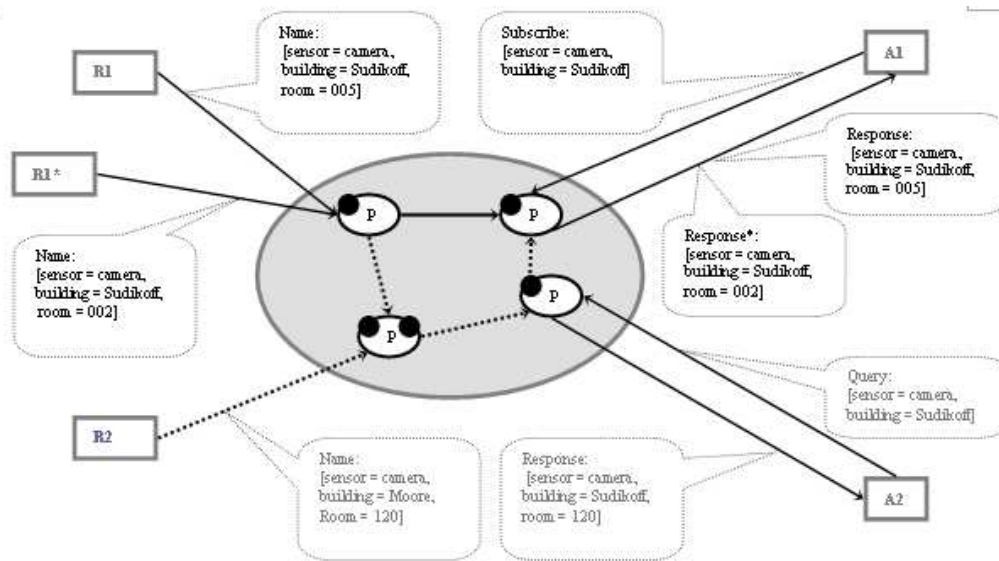 R1
Name:
[sensor = camera,
building = Sudikoff,
room = 005]
Subscribe:
[sensor = camera,
building = Sudikoff]
A1
R1*
Name:
[sensor = camera,
building = Sudikoff,
room = 002]
P
P
P
P
Response:
[sensor = camera,
building = Sudikoff,
room = 005]
Response*:
[sensor = camera,
building = Sudikoff,
room = 002]
R2
Name:
[sensor = camera,
building = Moore,
Room = 120]
Response:
[sensor = camera,
building = Sudikoff,
room = 120]
Query:
[sensor = camera,
building = Sudikoff]
A2